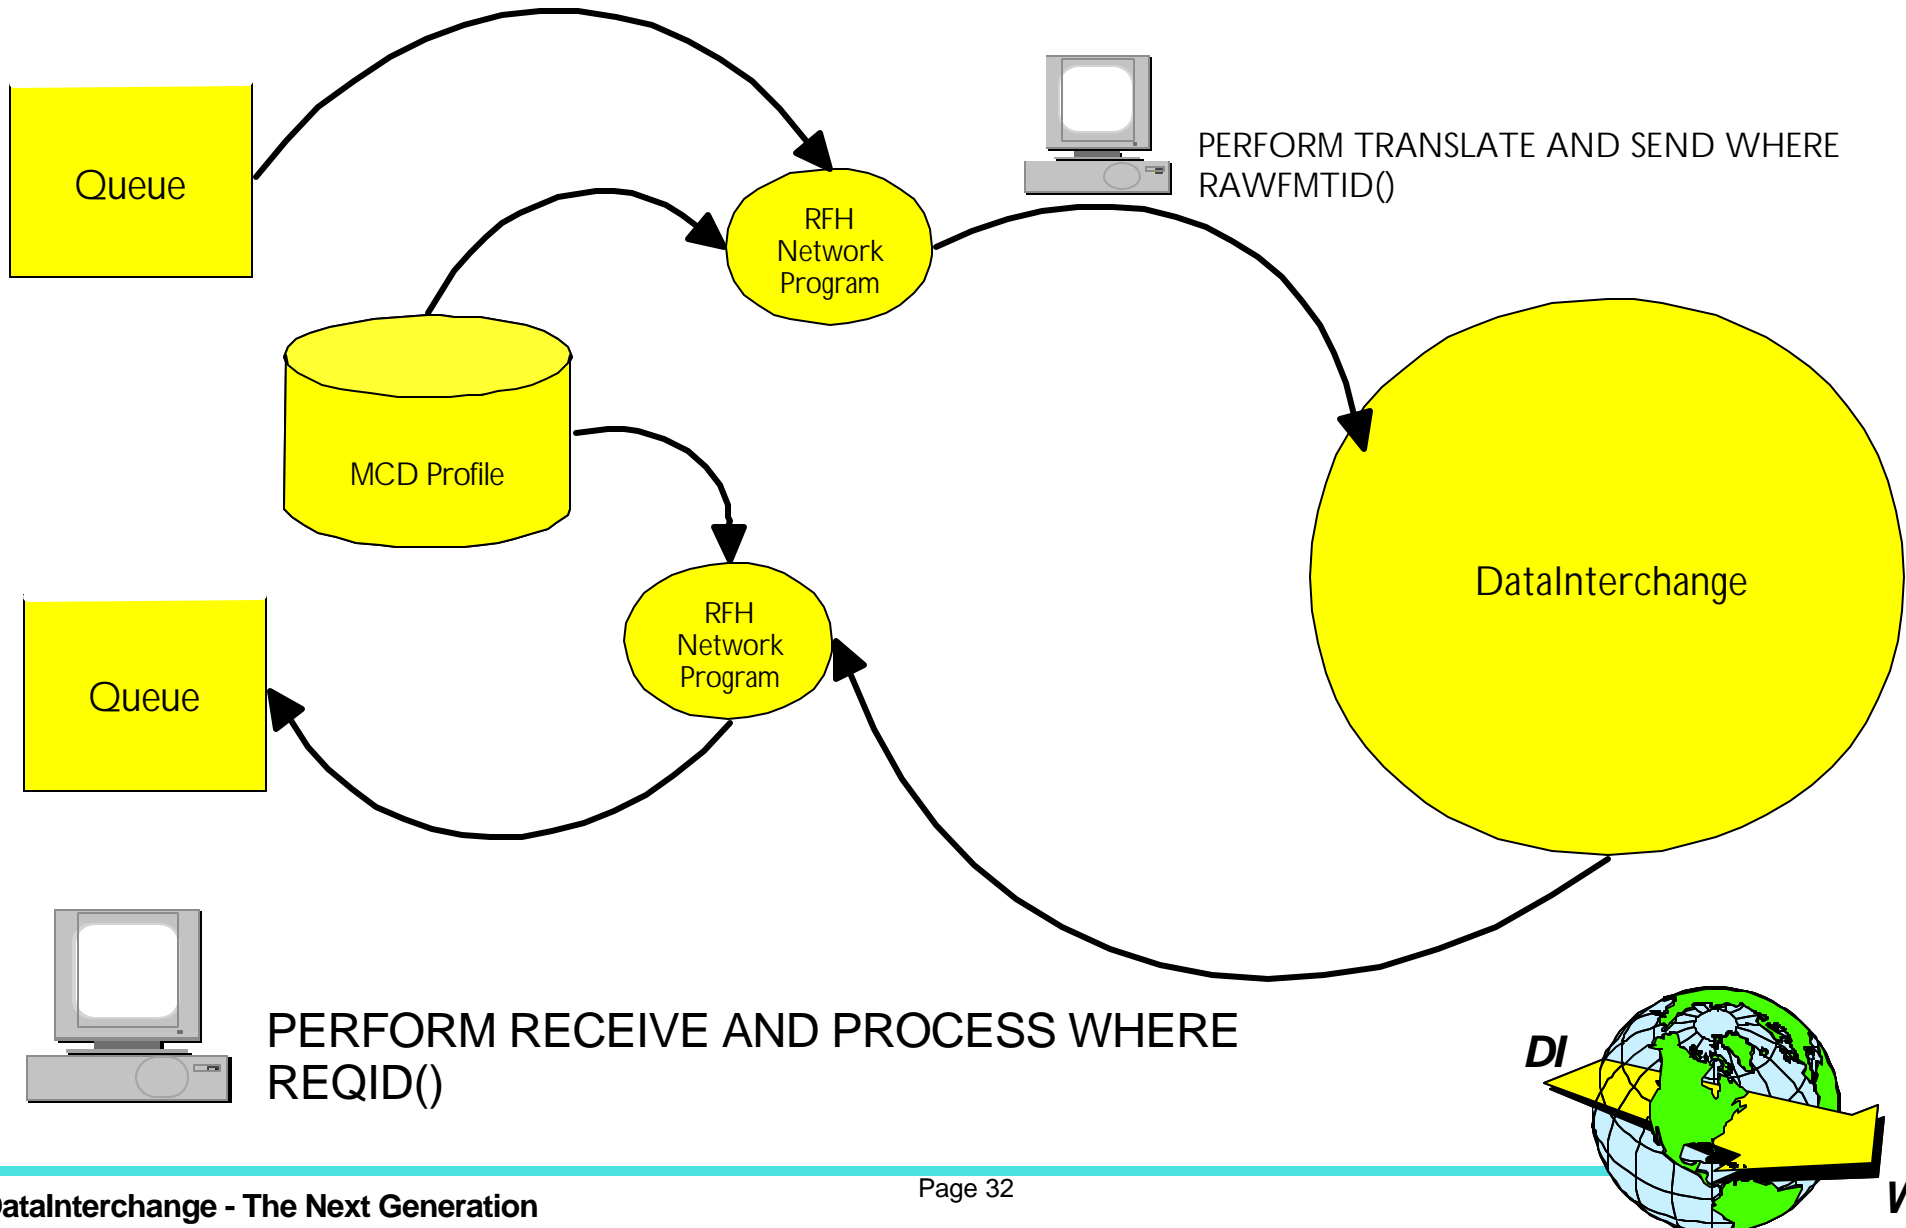 Queue
PERFORM TRANSLATE AND SEND WHERE
RAWFMTID()
RFH
Network
Program
MCD Profile
DataInterchange
RFH
Network
Program
Queue
PERFORM RECEIVE AND PROCESS WHERE
REQID()
DI
Page 32
DataInterchange - The Next Generation